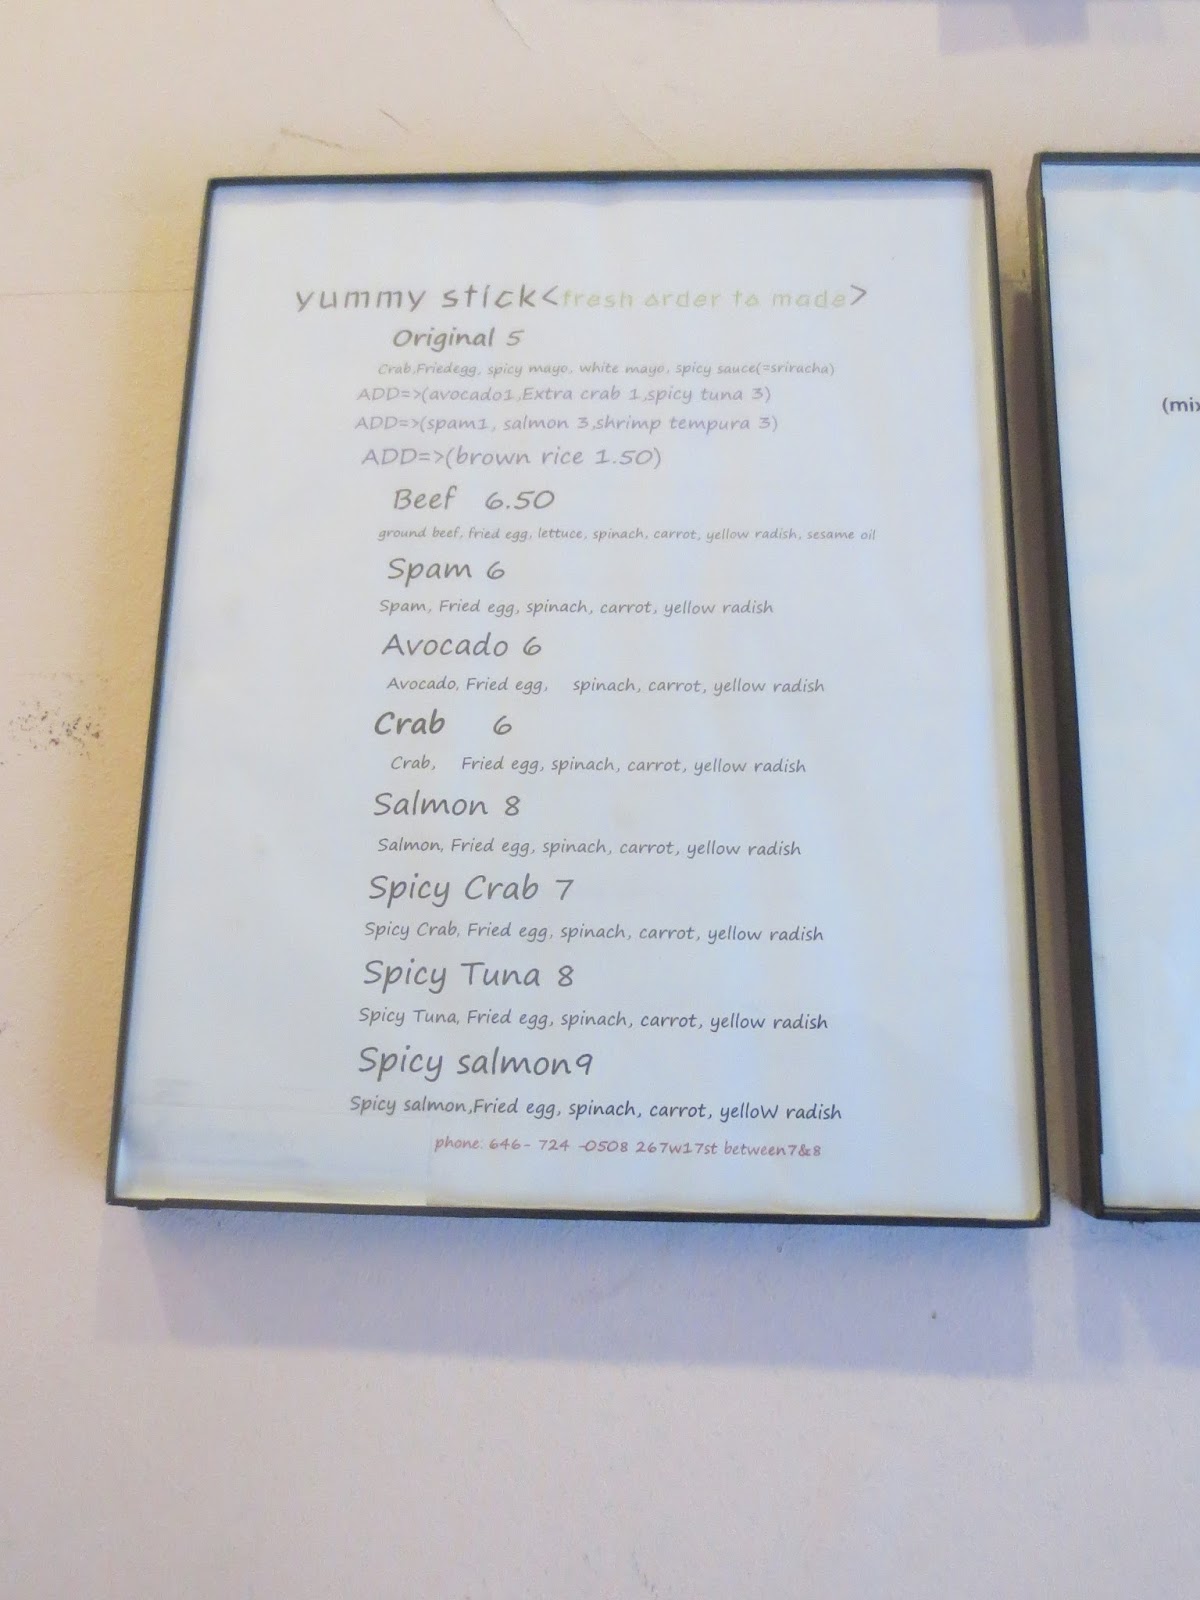 yummy stick<fresh order to made>
Original 5
Crab,Friedegg, spicy mayo, white mayo, spicy sauce(=sriracha)
ADD=>(avocado1,Extra crab 1,spicy tuna 3)
ADD=>(spam1, salmon 3,shrimp tempura 3)
ADD=>(brown rice 1.50)
Beef 6.50
ground beef, fried egg, lettuce, spinach, carrot, yellow radish, sesame oil
Spam 6
Spam, Fried egg, spinach, carrot, yellow radish
Avocado 6
Avocado, Fried egg, spinach, carrot, yellow radish
Crab 6
Crab, Fried egg, spinach, carrot, yellow radish
Salmon 8
Salmon, Fried egg, spinach, carrot, yellow radish
Spicy Crab 7
Spicy Crab, Fried egg, spinach, carrot, yellow radish
Spicy Tuna 8
Spicy Tuna, Fried egg, spinach, carrot, yellow radish
Spicy salmon9
Spicy salmon,Fried egg, spinach, carrot, yelloW radish
phone: 646- 724 -0508 267w17st between7&8
(mix